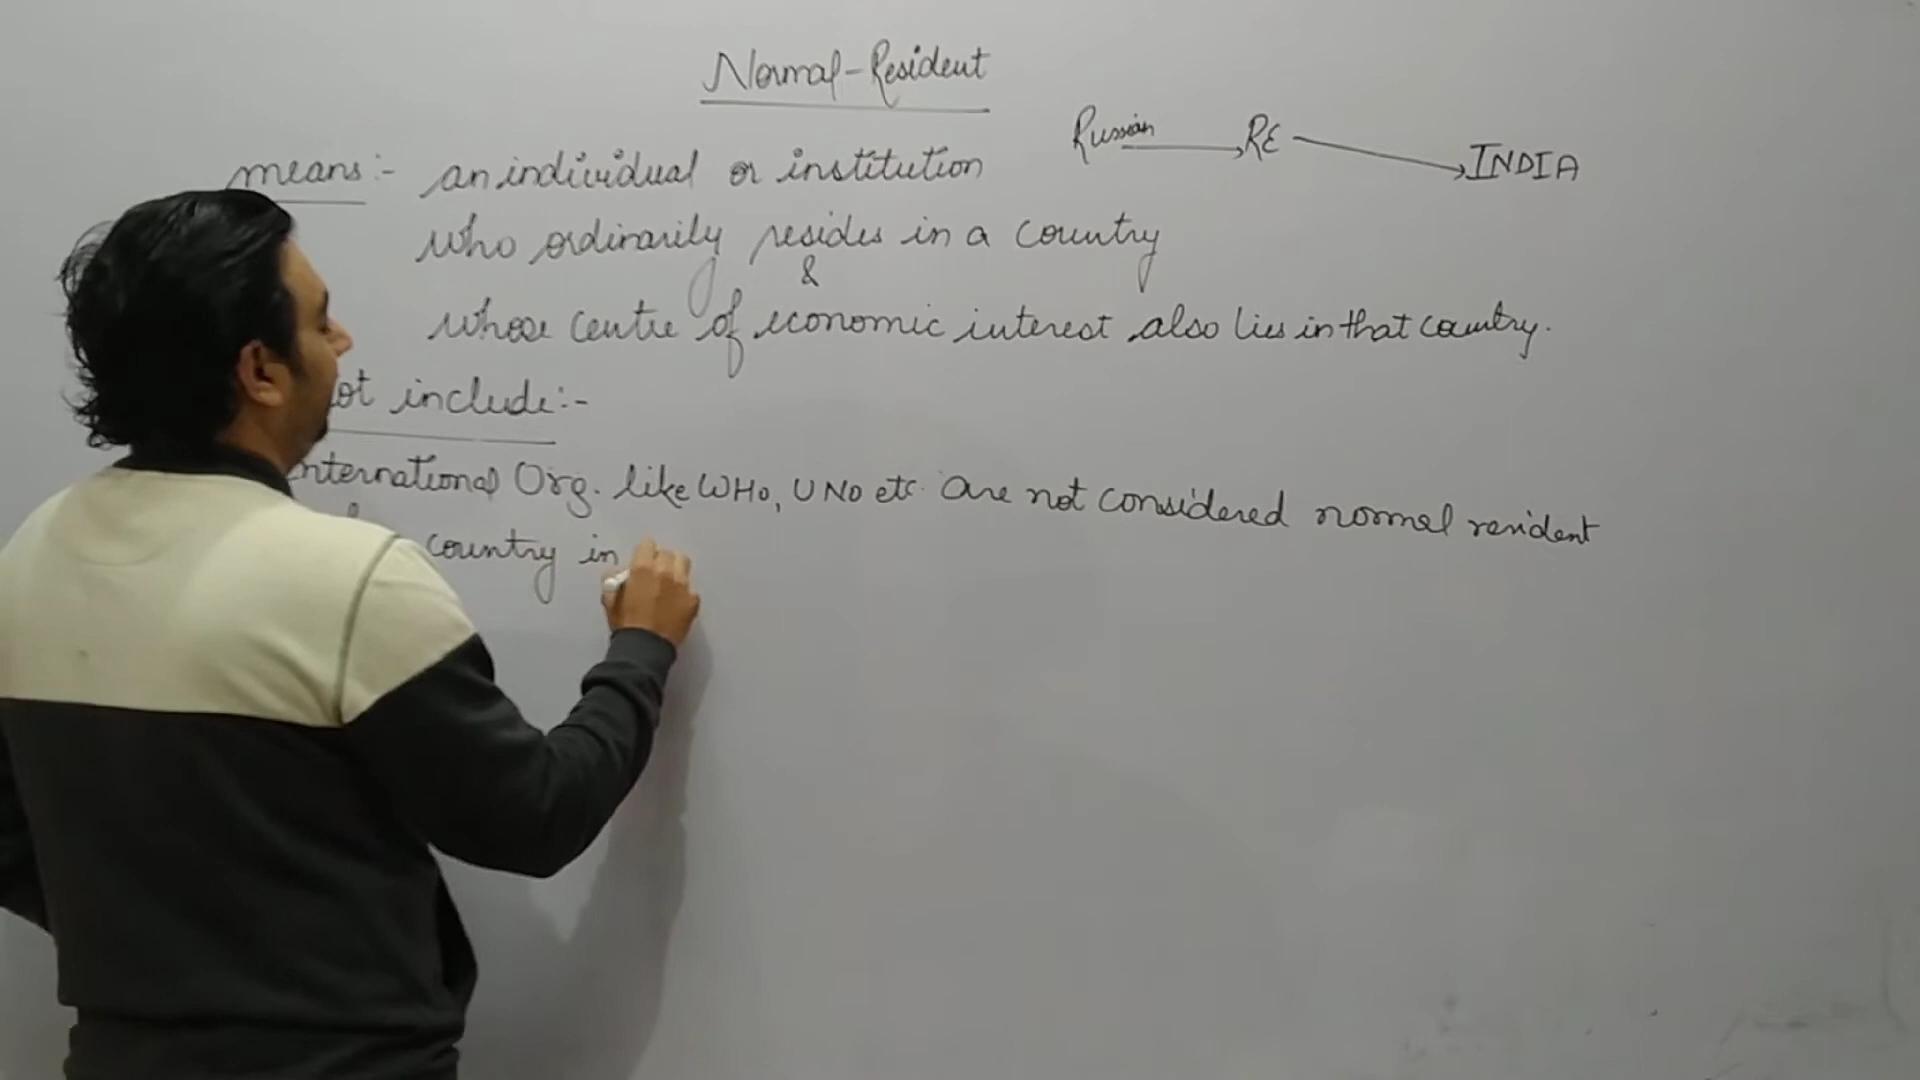 Normal-Resident
Russian → RE → INDIA
means:- an individual or institution
who ordinarily resides in a country
&
whose centre of economic interest also lies in that country.
include:-
International Org. like WHO, UNO etc. are not considered normal resident
country in